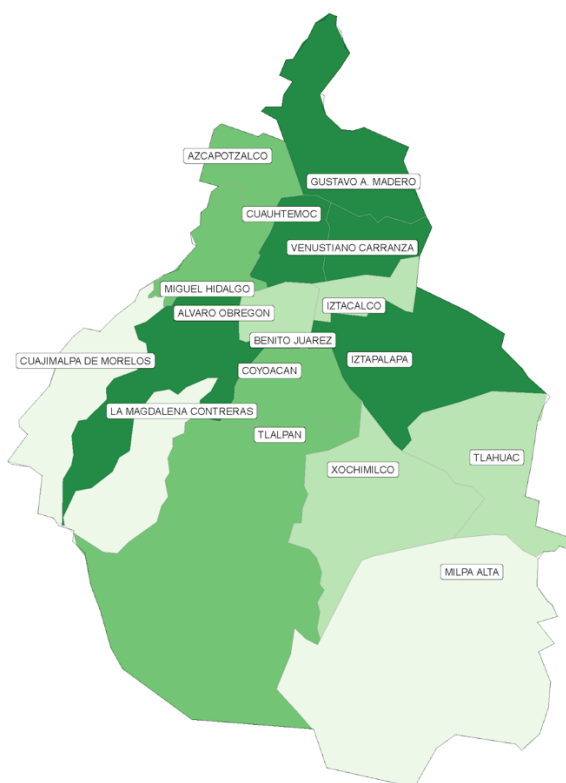 AZCAPOTZALCO
GUSTAVO A. MADERO
CUAUHTEMOC
VENUSTIANO CARRANZA
MIGUEL HIDALGO
IZTACALCO
ALVARO OBREGON
BENITO JUAREZ
CUAJIMALPA DE MORELOS
IZTAPALAPA
COYOACAN
LA MAGDALENA CONTRERAS
TLALPAN
TLAHUAC
XOCHIMILCO
MILPA ALTA